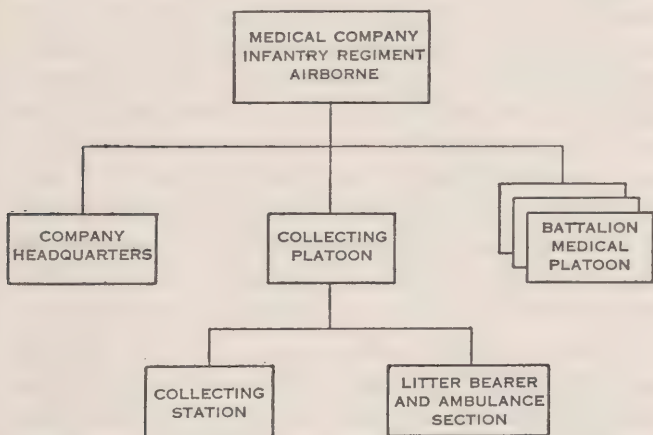 MEDICAL COMPANY
INFANTRY REGIMENT
AIRBORNE
COMPANY
HEADQUARTERS
COLLECTING
PLATOON
BATTALION
MEDICAL
PLATOON
COLLECTING
STATION
LITTER BEARER
AND AMBULANCE
SECTION